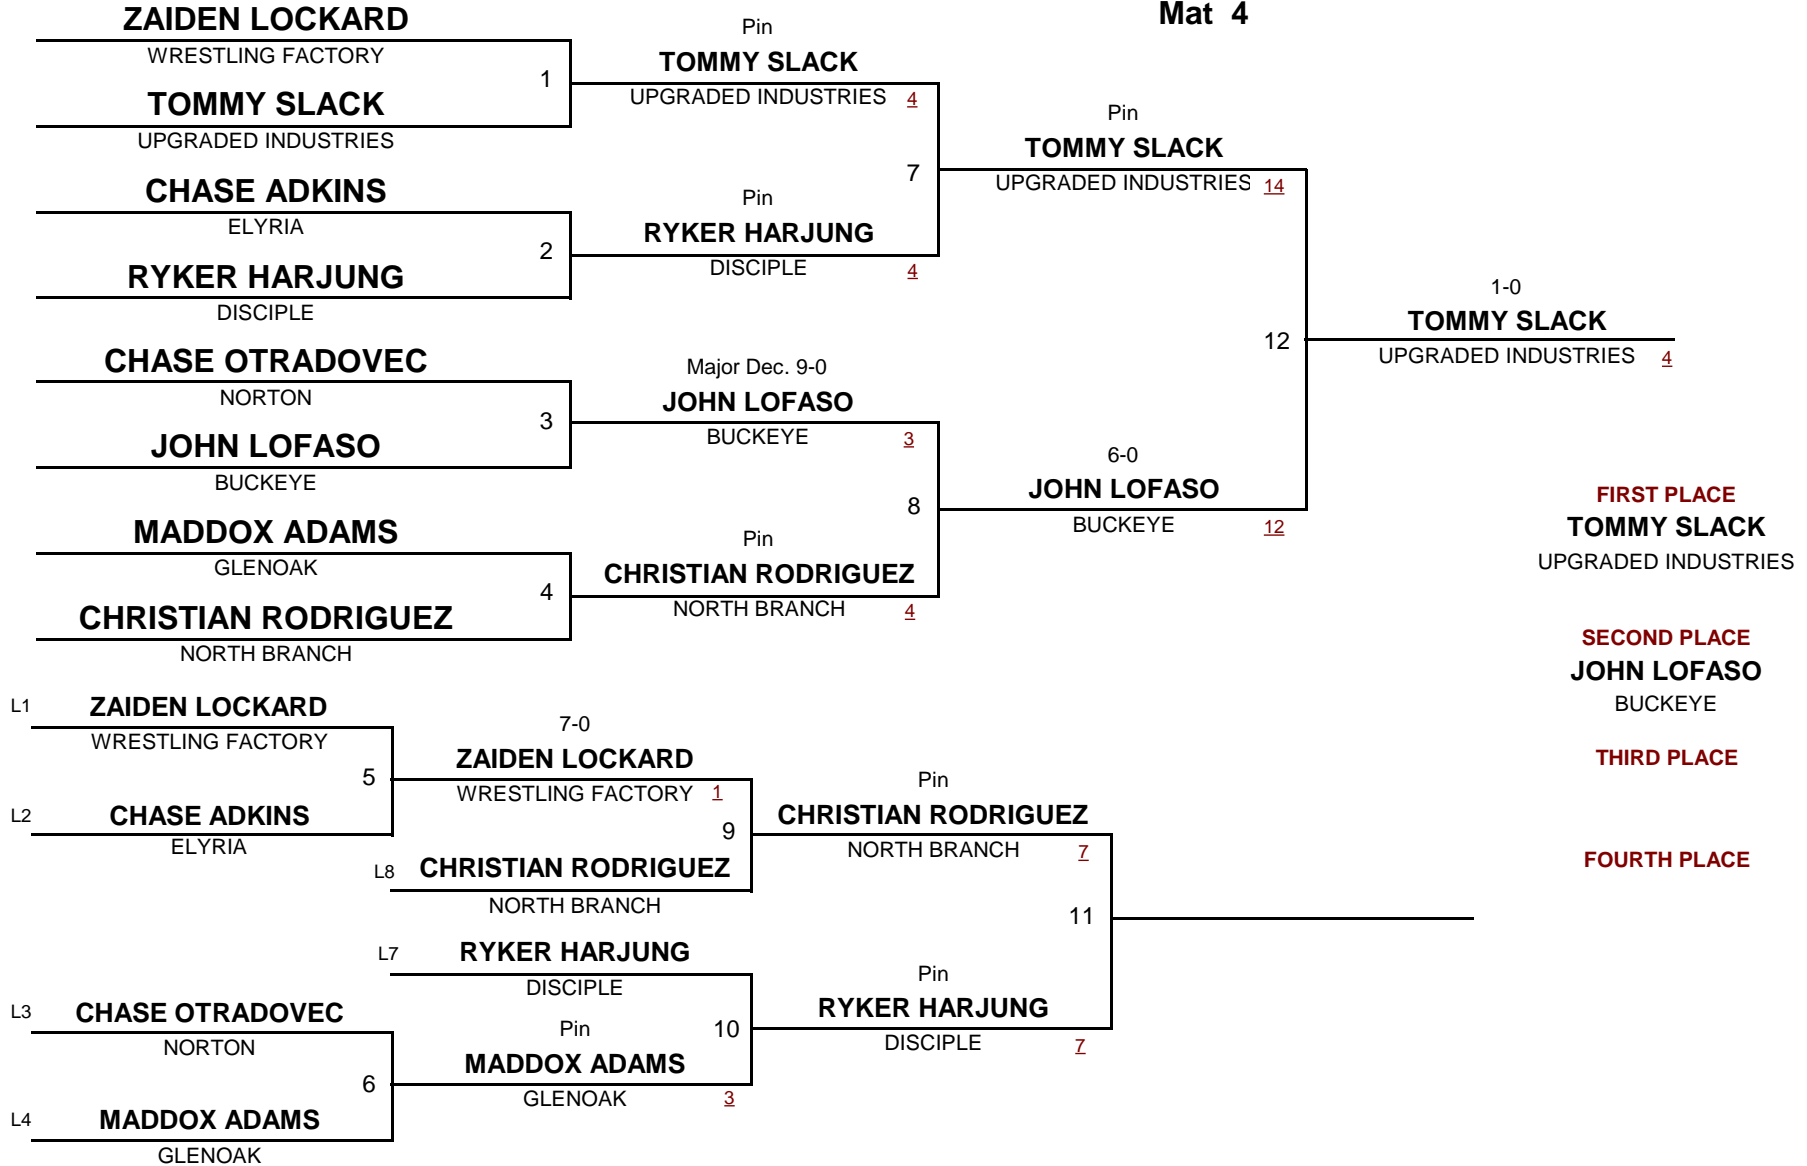 Mat 4
ZAIDEN LOCKARD
WRESTLING FACTORY
1
TOMMY SLACK
UPGRADED INDUSTRIES
CHASE ADKINS
ELYRIA
2
RYKER HARJUNG
DISCIPLE
CHASE OTRADOVEC
NORTON
3
JOHN LOFASO
BUCKEYE
MADDOX ADAMS
GLENOAK
4
CHRISTIAN RODRIGUEZ
NORTH BRANCH
Pin
TOMMY SLACK
UPGRADED INDUSTRIES 4
7
Pin
RYKER HARJUNG
DISCIPLE 4
Major Dec. 9-0
JOHN LOFASO
BUCKEYE 3
8
Pin
CHRISTIAN RODRIGUEZ
NORTH BRANCH 4
Pin
TOMMY SLACK
UPGRADED INDUSTRIES 14
12
6-0
JOHN LOFASO
BUCKEYE 12
1-0
TOMMY SLACK
UPGRADED INDUSTRIES 4
FIRST PLACE
TOMMY SLACK
UPGRADED INDUSTRIES
SECOND PLACE
JOHN LOFASO
BUCKEYE
THIRD PLACE
FOURTH PLACE
L1 ZAIDEN LOCKARD
WRESTLING FACTORY
5
L2 CHASE ADKINS
ELYRIA
7-0
ZAIDEN LOCKARD
WRESTLING FACTORY 1
9
L8 CHRISTIAN RODRIGUEZ
NORTH BRANCH
Pin
CHRISTIAN RODRIGUEZ
NORTH BRANCH 7
11
L7 RYKER HARJUNG
DISCIPLE
10
L3 CHASE OTRADOVEC
NORTON
6
L4 MADDOX ADAMS
GLENOAK
Pin
MADDOX ADAMS
GLENOAK 3
Pin
RYKER HARJUNG
DISCIPLE 7